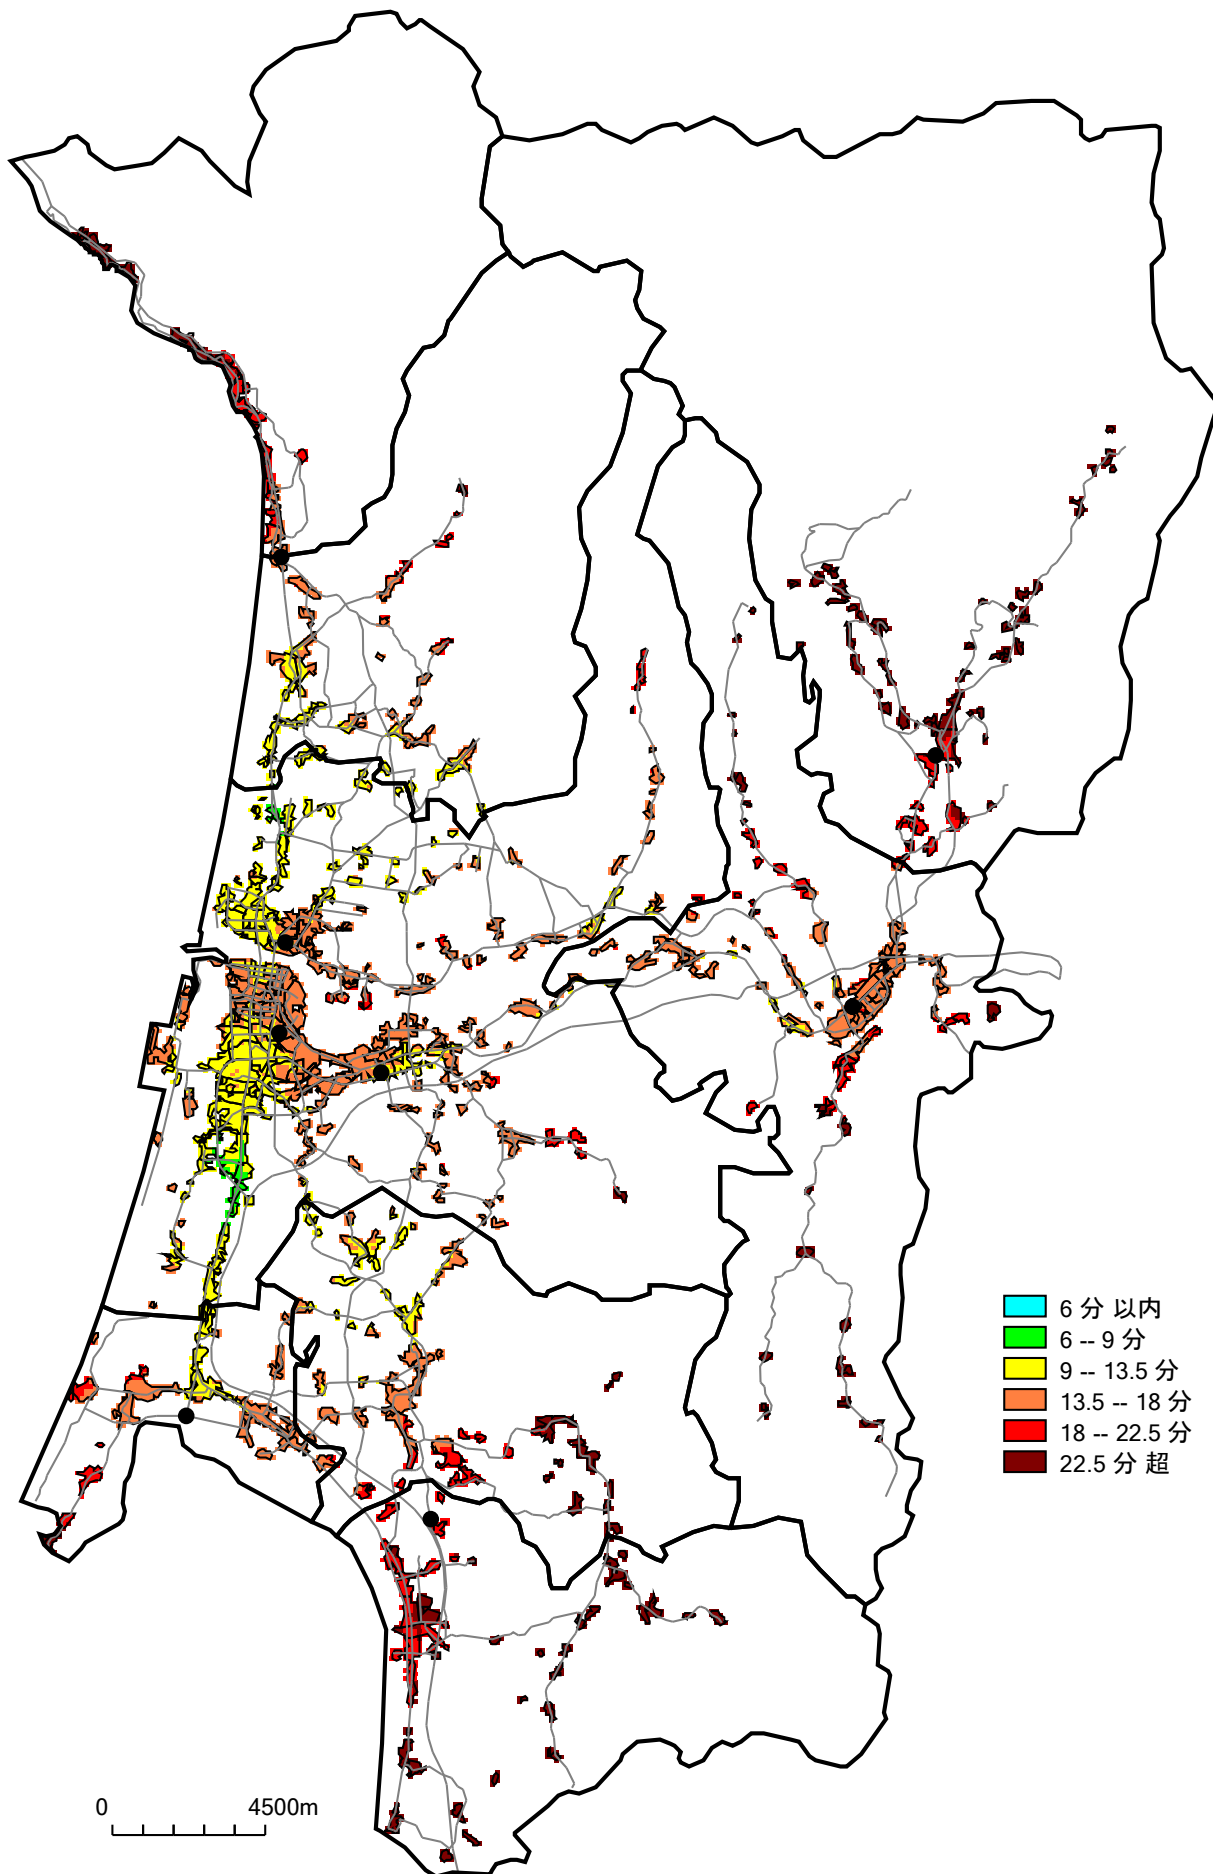 6 分 以内
6 -- 9 分
9 -- 13.5 分
13.5 -- 18 分
18 -- 22.5 分
22.5 分 超
0 4500m